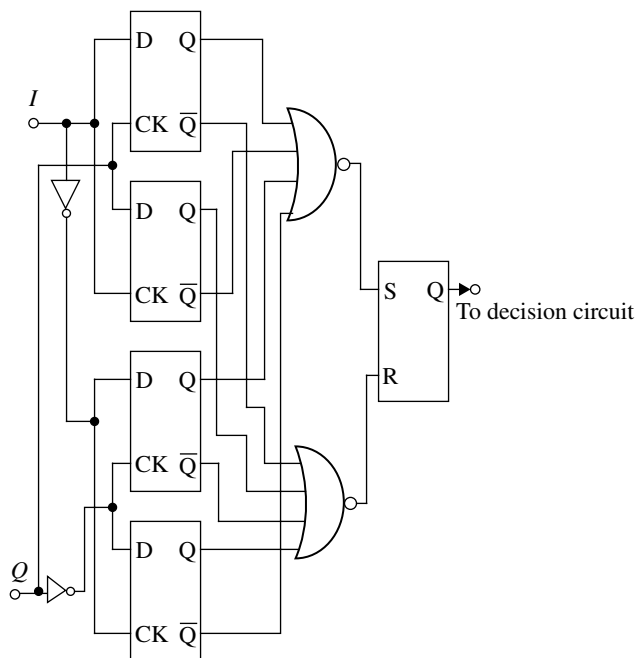 D Q
I
CK Q̅
D Q
CK Q̅
S Q
To decision circuit
D Q
R
CK Q̅
D Q
Q
CK Q̅